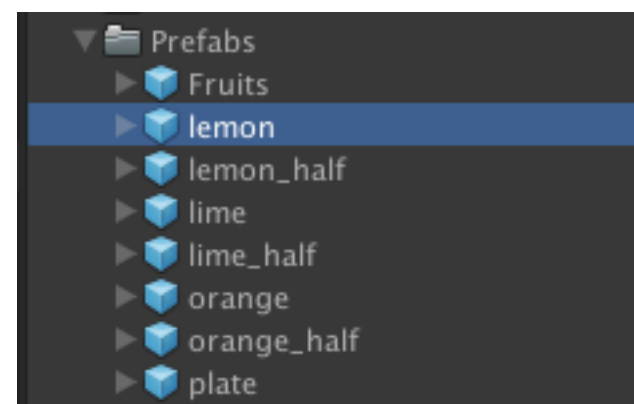 Prefabs
Fruits
lemon
lemon_half
lime
lime_half
orange
orange_half
plate